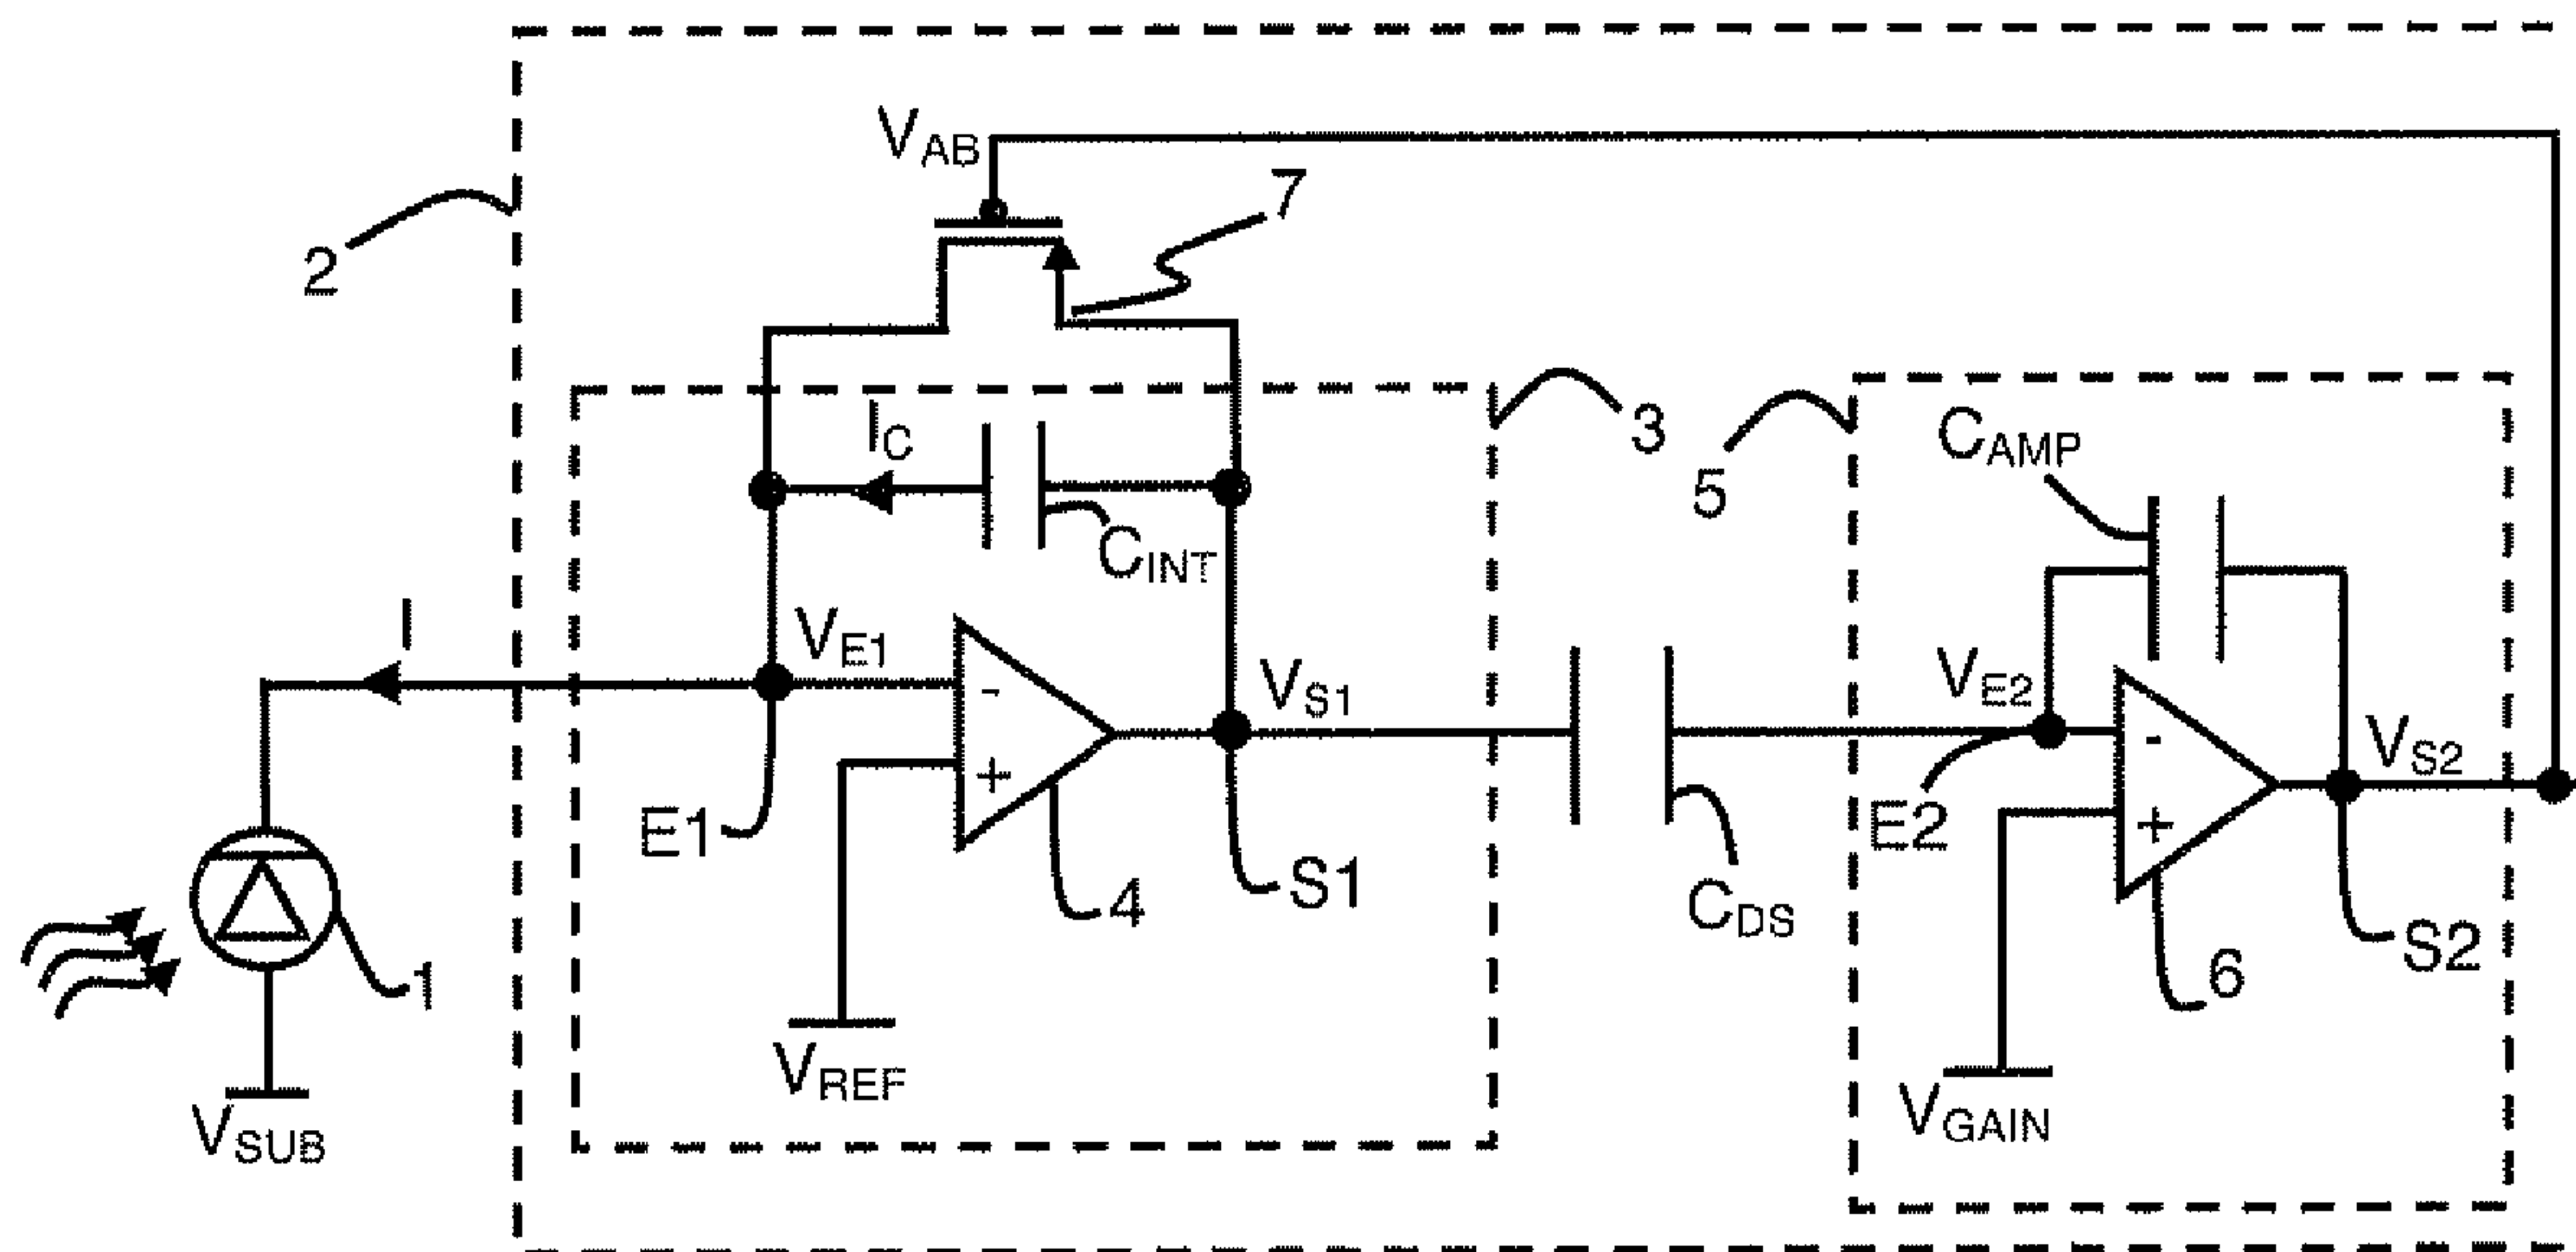 V_AB
7
2
I_C
3
5
C_AMP
C_INT
I
V_E1
-
V_S1
V_E2
-
V_S2
+
E1
E2
+
4
S1
C_DS
1
6
S2
V_REF
V_GAIN
V_SUB